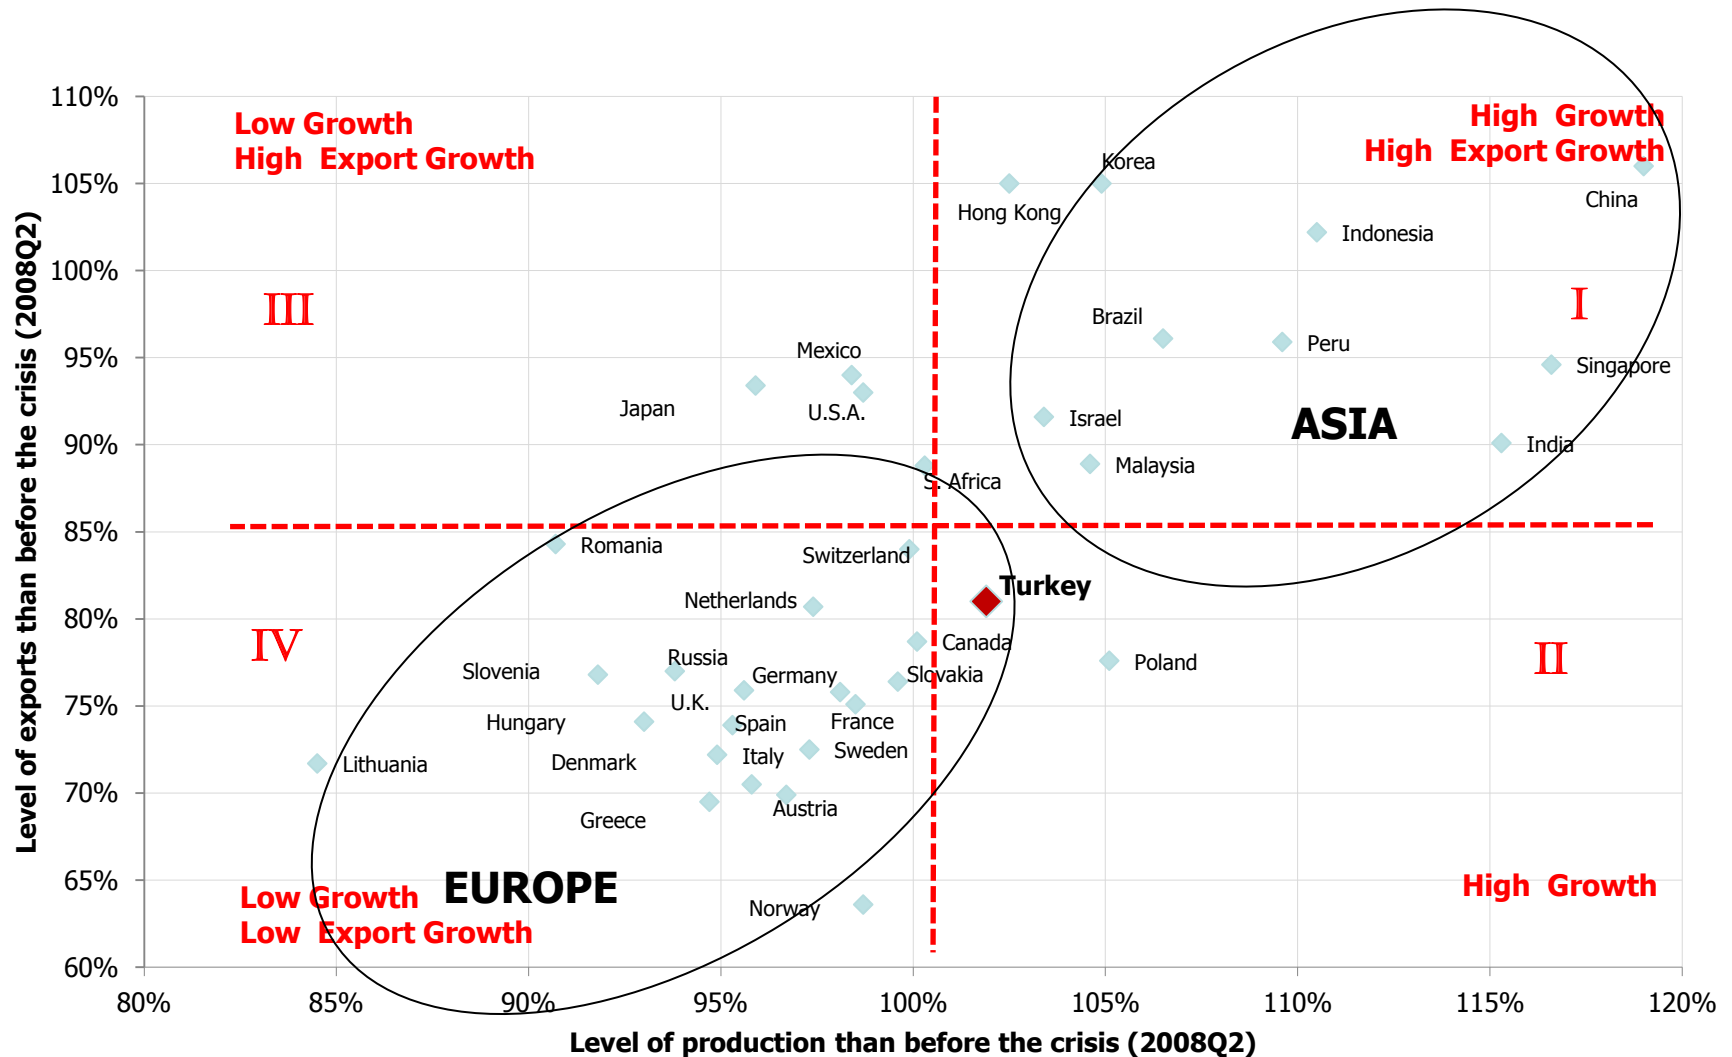 110%
Low Growth
High Export Growth
High Growth
High Export Growth
Korea
105%
China
Hong Kong
Indonesia
100%
III
I
Brazil
Peru
95%
Mexico
Singapore
Japan
U.S.A.
Israel
ASIA
90%
India
Malaysia
S. Africa
85%
Romania
Switzerland
Turkey
80%
Netherlands
IV
Canada
II
Poland
Slovenia
Russia
Germany
Slovakia
75%
U.K.
Hungary
Spain
France
Denmark
Italy
Sweden
Lithuania
70%
Austria
Greece
65%
Low Growth
Low Export Growth
EUROPE
Norway
High Growth
60%
80%
85%
90%
95%
100%
105%
110%
115%
120%
Level of exports than before the crisis (2008Q2)
Level of production than before the crisis (2008Q2)